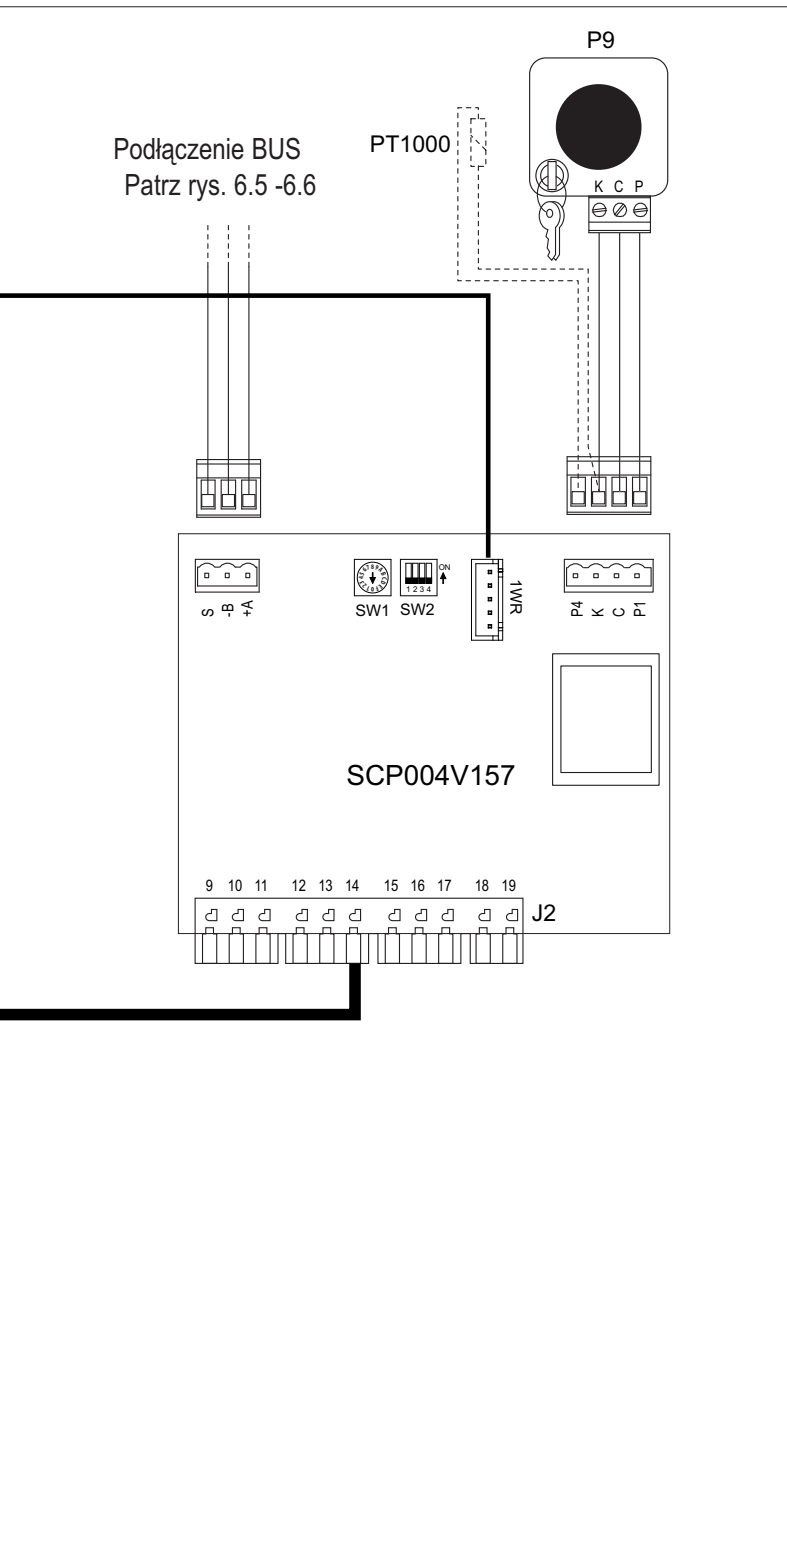 P9
PT1000
Podłączenie BUS
Patrz rys. 6.5 -6.6
K C P
ON
1 2 3 4
SW1 SW2
1WR
S
-B
+A
P4
K
C
P1
SCP004V157
9 10 11 12 13 14 15 16 17 18 19
J2